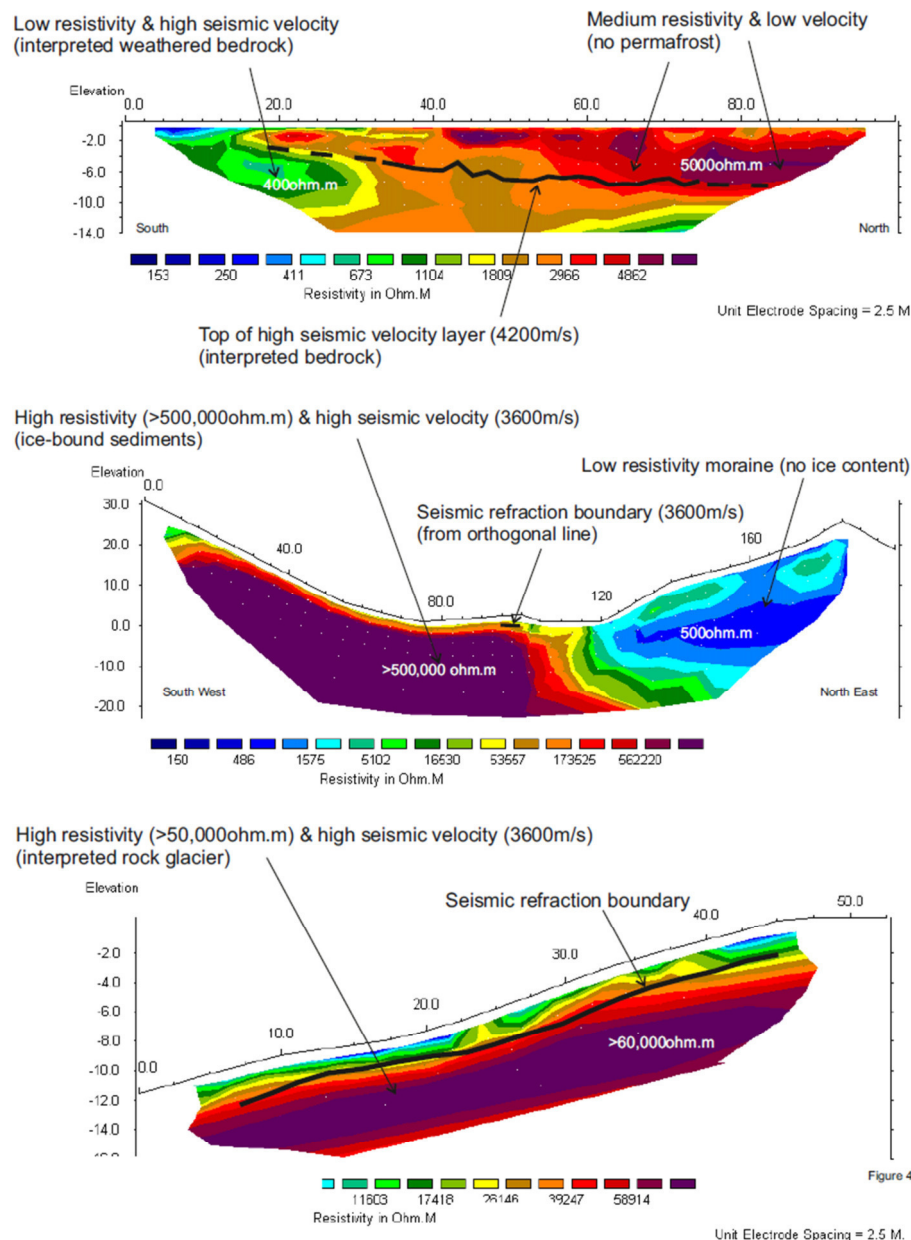 Low resistivity & high seismic velocity
(interpreted weathered bedrock)
Medium resistivity & low velocity
(no permafrost)
Elevation
0.0 20.0 40.0 60.0 80.0
-2.0
-6.0
-10.0
-14.0
400ohm.m
5000ohm.m
South
North
153 250 411 673 1104 1809 2966 4862
Resistivity in Ohm.M
Unit Electrode Spacing = 2.5 M
Top of high seismic velocity layer (4200m/s)
(interpreted bedrock)
High resistivity (>500,000ohm.m) & high seismic velocity (3600m/s)
(ice-bound sediments)
Low resistivity moraine (no ice content)
Seismic refraction boundary (3600m/s)
(from orthogonal line)
Elevation
0.0
40.0
80.0
120
160
30.0
20.0
10.0
0.0
-10.0
-20.0
>500,000 ohm.m
500ohm.m
South West
North East
150 486 1575 5102 16530 53557 173525 562220
Resistivity in Ohm.M
High resistivity (>50,000ohm.m) & high seismic velocity (3600m/s)
(interpreted rock glacier)
Seismic refraction boundary
Elevation
50.0
40.0
30.0
20.0
10.0
0.0
-2.0
-4.0
-6.0
-8.0
-10.0
-12.0
-14.0
>60,000ohm.m
Figure 4
11603 17418 26146 39247 58914
Resistivity in Ohm.M
Unit Electrode Spacing = 2.5 M.